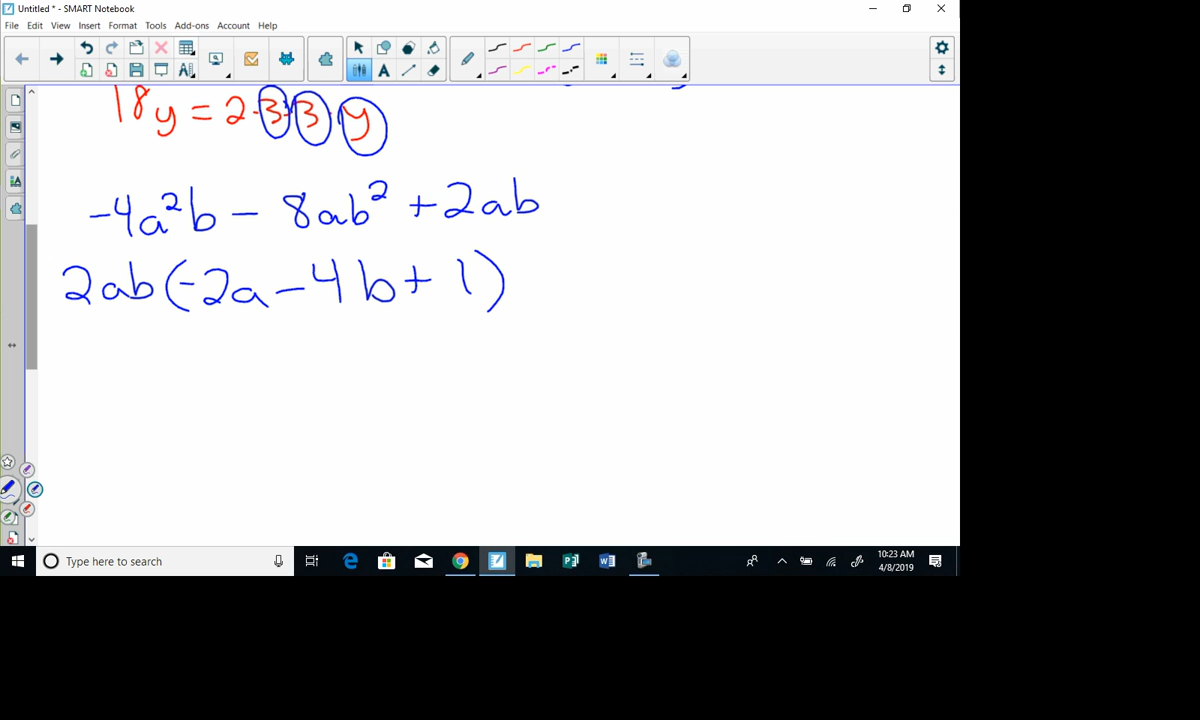 Untitled * - SMART Notebook
File Edit View Insert Format Tools Add-ons Account Help
18y = 2·3·3·y
-4a²b - 8ab² + 2ab
2ab(-2a - 4b + 1)
Type here to search
10:23 AM
4/8/2019